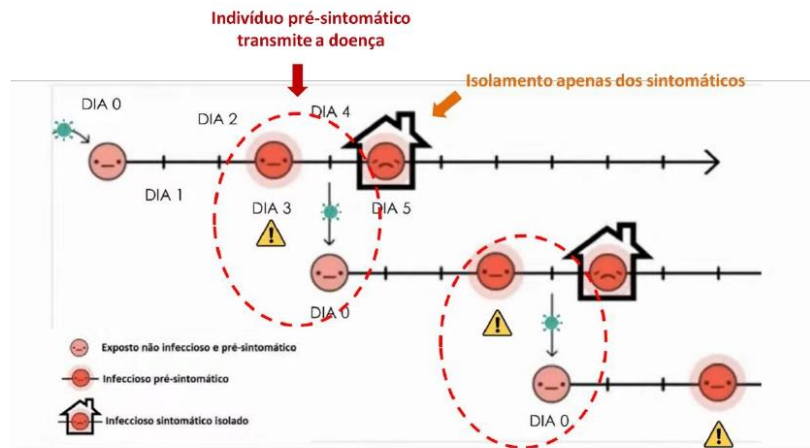 Indivíduo pré-sintomático
transmite a doença
Isolamento apenas dos sintomáticos
DIA 0
DIA 2
DIA 4
DIA 1
DIA 3
DIA 5
DIA 0
DIA 0
Exposto não infeccioso e pré-sintomático
Infeccioso pré-sintomático
Infeccioso sintomático isolado